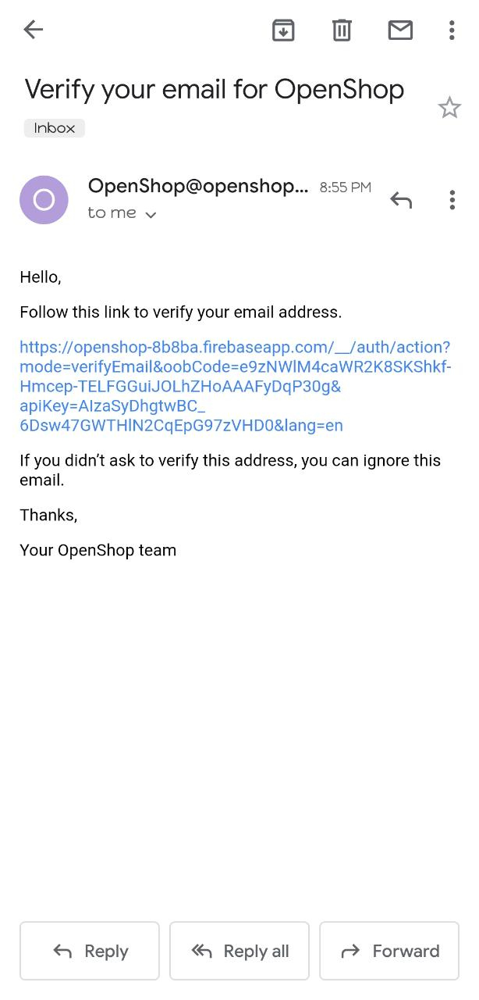 Verify your email for OpenShop
Inbox
O
OpenShop@openshop... 8:55 PM
to me
Hello,
Follow this link to verify your email address.
https://openshop-8b8ba.firebaseapp.com/__/auth/action?
mode=verifyEmail&oobCode=e9zNWlM4caWR2K8SKShkf-
Hmcep-TELFGGuiJOLhZHoAAAFyDqP30g&
apiKey=AIzaSyDhgtwBC_
6Dsw47GWTHlN2CqEpG97zVHD0&lang=en
If you didn’t ask to verify this address, you can ignore this
email.
Thanks,
Your OpenShop team
Reply
Reply all
Forward